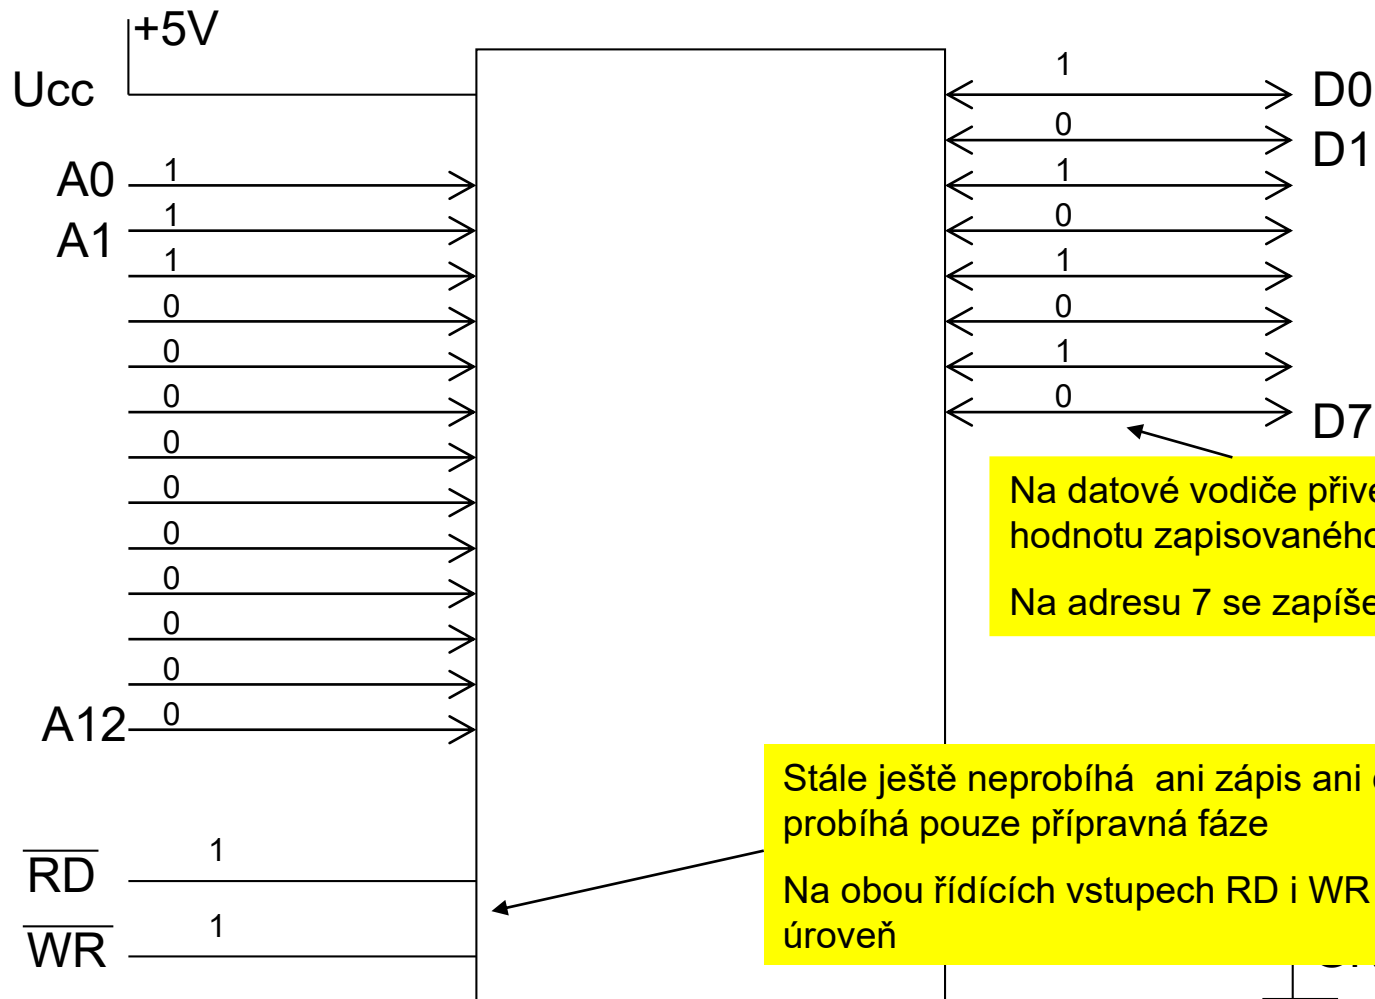 +5V
Ucc
A0 1
A1 1
1
0
0
0
0
0
0
0
0
0
A12 0
RD 1
WR 1
1 D0
0 D1
1
0
1
0
1
0 D7
Na datové vodiče
hodnotu
Na adresu 7 se zapíše
Stále ještě neprobíhá ani zápis ani
probíhá pouze přípravná fáze
Na obou řídících vstupech RD i WR
úroveň